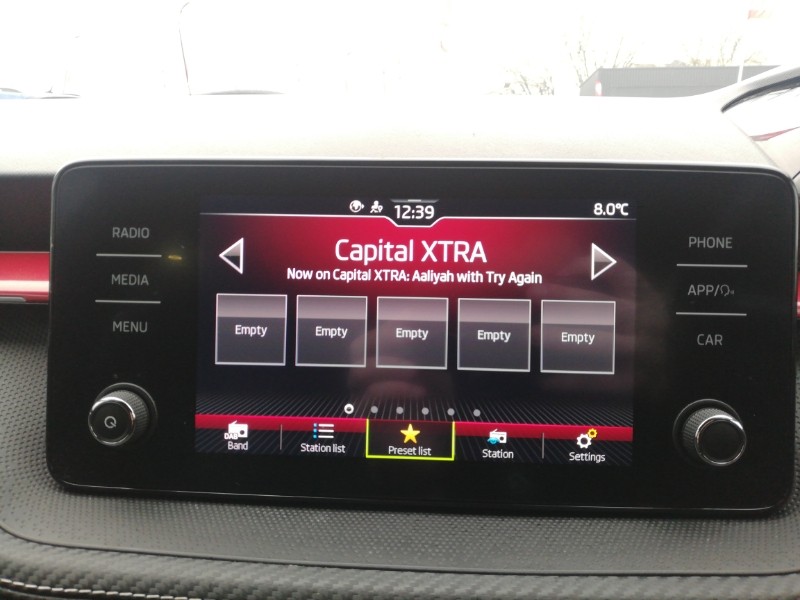 12:39
8.0°C
RADIO
MEDIA
MENU
Capital XTRA
Now on Capital XTRA: Aaliyah with Try Again
Empty
Empty
Empty
Empty
Empty
DAB
Band
Station list
Preset list
Station
Settings
PHONE
APP/
CAR